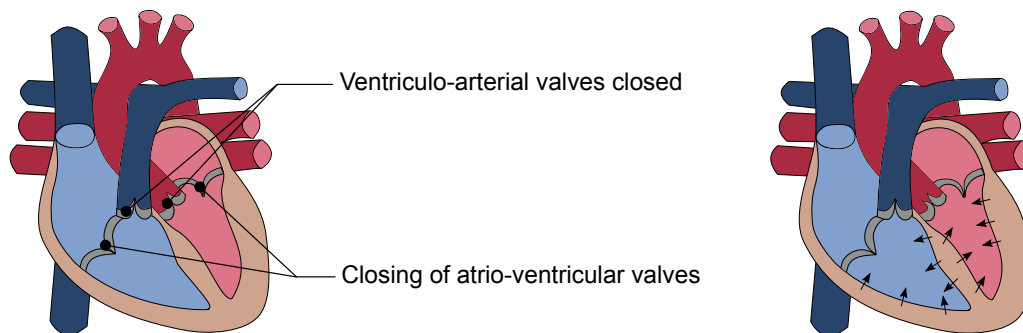 Ventriculo-arterial valves closed
Closing of atrio-ventricular valves